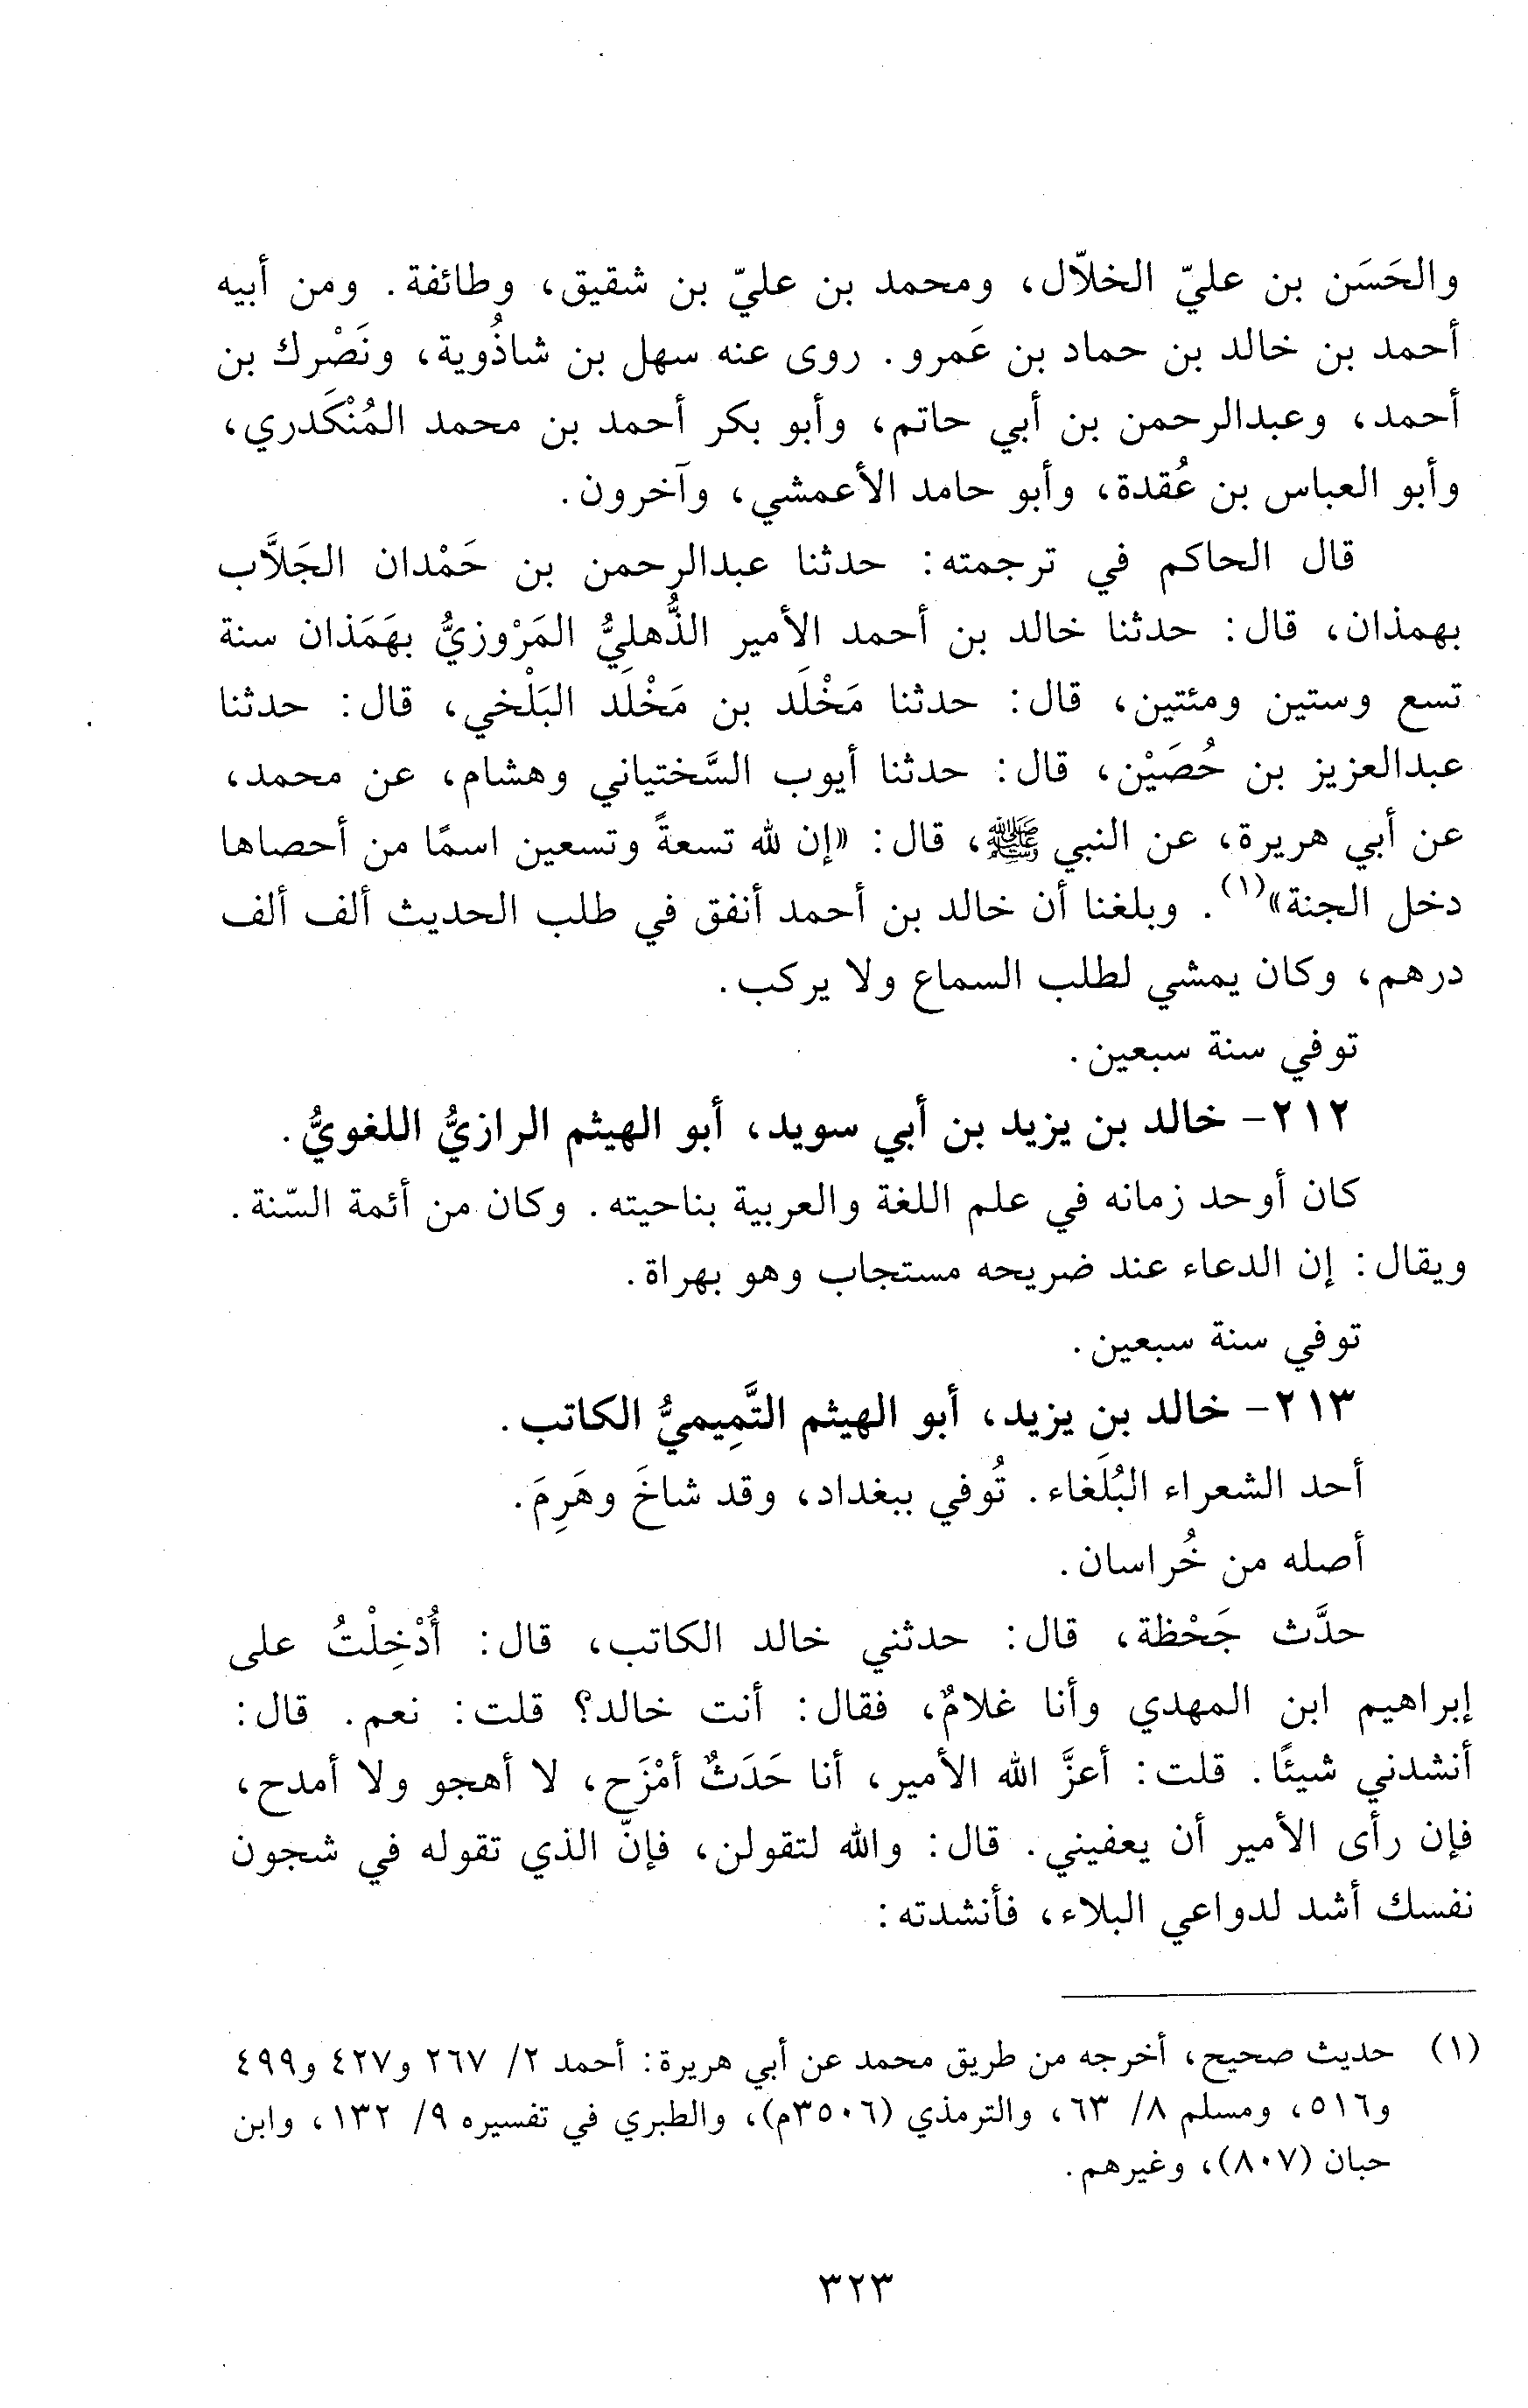 والحَسَن بن عليّ الخلاّل، ومحمد بن عليّ بن شقيق، وطائفة. ومن أبيه
أحمد بن خالد بن حماد بن عَمرو. روى عنه سهل بن شاذُوية، ونَصْرك بن
أحمد، وعبدالرحمن بن أبي حاتم، وأبو بكر أحمد بن محمد المُنْكَدري،
وأبو العباس بن عُقدة، وأبو حامد الأعمشي، وآخرون.
قال الحاكم في ترجمته: حدثنا عبدالرحمن بن حَمْدان الجَلاَّب
بهمذان، قال: حدثنا خالد بن أحمد الأمير الذُّهليُّ المَرْوزيُّ بهَمَذان سنة
تسع وستين ومئتين، قال: حدثنا مَخْلَد بن مَخْلَد البَلْخي، قال: حدثنا
عبدالعزيز بن حُصَيْن، قال: حدثنا أيوب السَّختياني وهشام، عن محمد،
عن أبي هريرة، عن النبي ﷺ، قال: «إن لله تسعةً وتسعين اسمًا من أحصاها
دخل الجنة»(١). وبلغنا أن خالد بن أحمد أنفق في طلب الحديث ألف ألف
درهم، وكان يمشي لطلب السماع ولا يركب.
توفي سنة سبعين.
٢١٢- خالد بن يزيد بن أبي سويد، أبو الهيثم الرازيُّ اللغويُّ.
كان أوحد زمانه في علم اللغة والعربية بناحيته. وكان من أئمة السّنة.
ويقال: إن الدعاء عند ضريحه مستجاب وهو بهراة.
توفي سنة سبعين.
٢١٣- خالد بن يزيد، أبو الهيثم التَّمِيميُّ الكاتب.
أحد الشعراء البُلَغاء. تُوفي ببغداد، وقد شاخَ وهَرِمَ.
أصله من خُراسان.
حدَّث جَحْظة، قال: حدثني خالد الكاتب، قال: أُدْخِلْتُ على
إبراهيم ابن المهدي وأنا غلامٌ، فقال: أنت خالد؟ قلت: نعم. قال:
أنشدني شيئًا. قلت: أعزَّ الله الأمير، أنا حَدَثٌ أمْزَح، لا أهجو ولا أمدح،
فإن رأى الأمير أن يعفيني. قال: والله لتقولن، فإنّ الذي تقوله في شجون
نفسك أشد لدواعي البلاء، فأنشدته:
(١) حديث صحيح، أخرجه من طريق محمد عن أبي هريرة: أحمد ٢/ ٢٦٧ و٤٢٧ و٤٩٩
و٥١٦، ومسلم ٨/ ٦٣، والترمذي (٣٥٠٦م)، والطبري في تفسيره ٩/ ١٣٢، وابن
حبان (٨٠٧)، وغيرهم.
٣٢٣